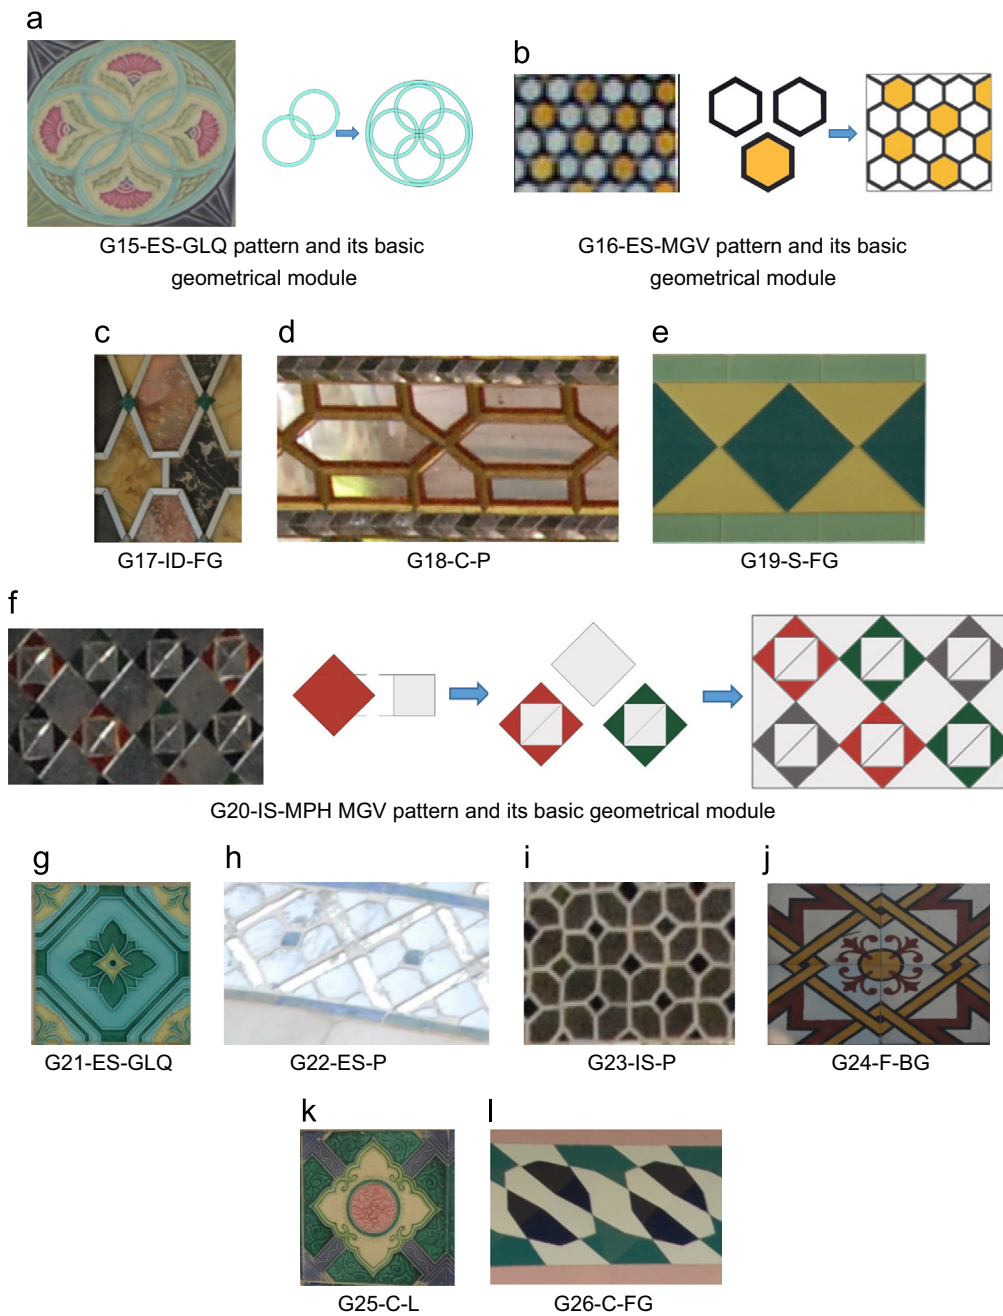 a
b
G15-ES-GLQ pattern and its basic
geometrical module
G16-ES-MGV pattern and its basic
geometrical module
c
d
e
G17-ID-FG
G18-C-P
G19-S-FG
f
G20-IS-MPH MGV pattern and its basic geometrical module
g
h
i
j
G21-ES-GLQ
G22-ES-P
G23-IS-P
G24-F-BG
k
l
G25-C-L
G26-C-FG